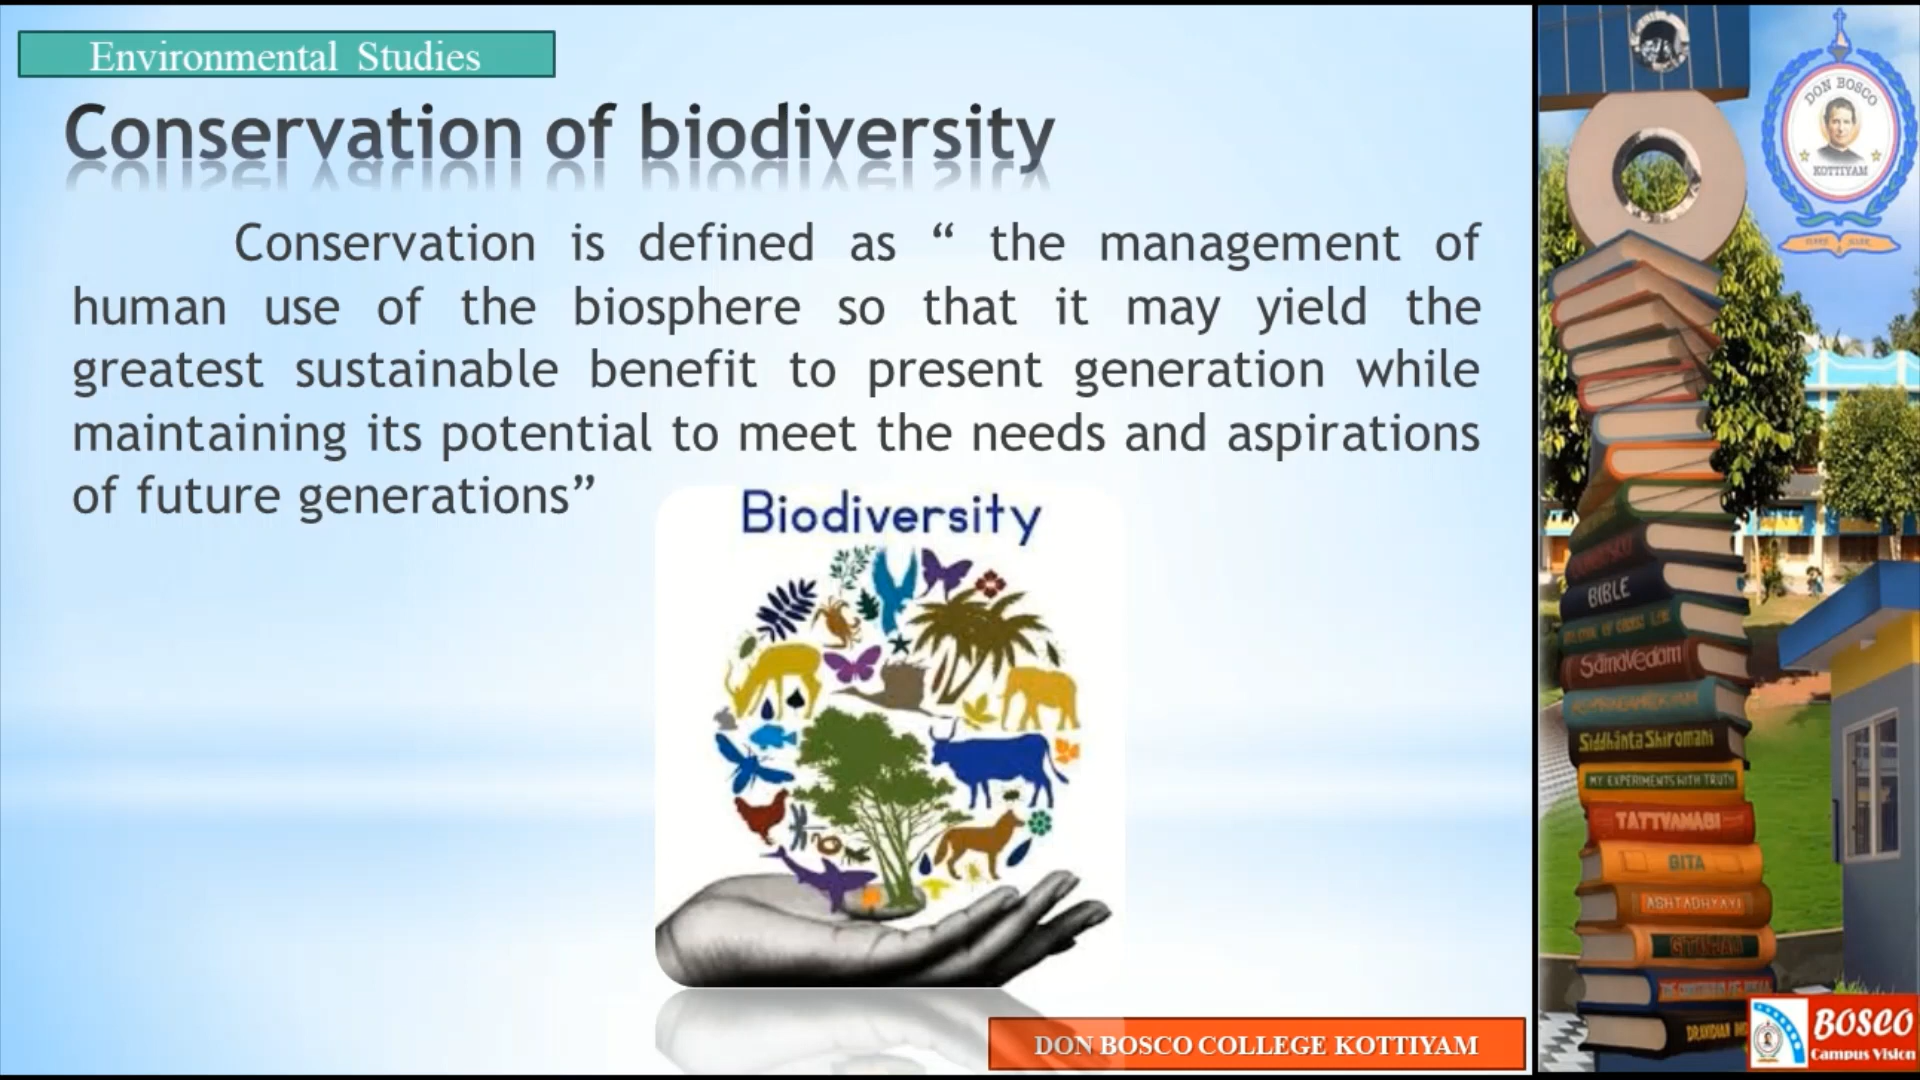 Environmental Studies
Conservation of biodiversity
Conservation is defined as “ the management of
human use of the biosphere so that it may yield the
greatest sustainable benefit to present generation while
maintaining its potential to meet the needs and aspirations
of future generations”
Biodiversity
DON BOSCO COLLEGE KOTTIYAM
DON BOSCO
KOTTIYAM
BIBLE
SamaVedam
Siddhanta Shiromani
MY EXPERIMENTS WITH TRUTH
TATTVAMASI
GITA
ASHTADHYAYI
BOSCO
Campus Vision